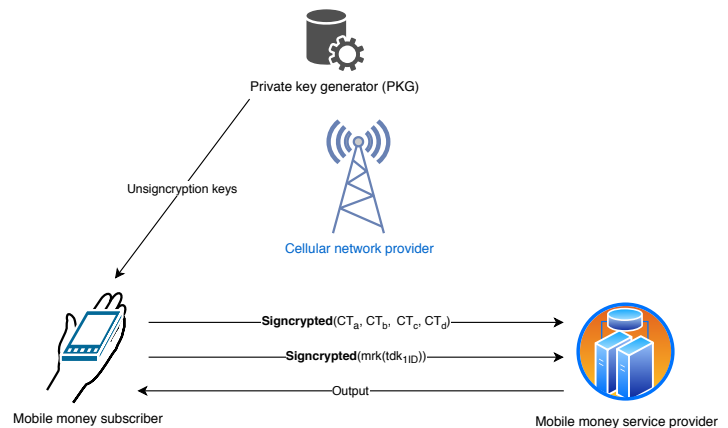 Private key generator (PKG)
Unsigncryption keys
Cellular network provider
Signcrypted(CTa, CTb, CTc, CTd)
Signcrypted(mrk(tdk1ID))
Output
Mobile money subscriber
Mobile money service provider